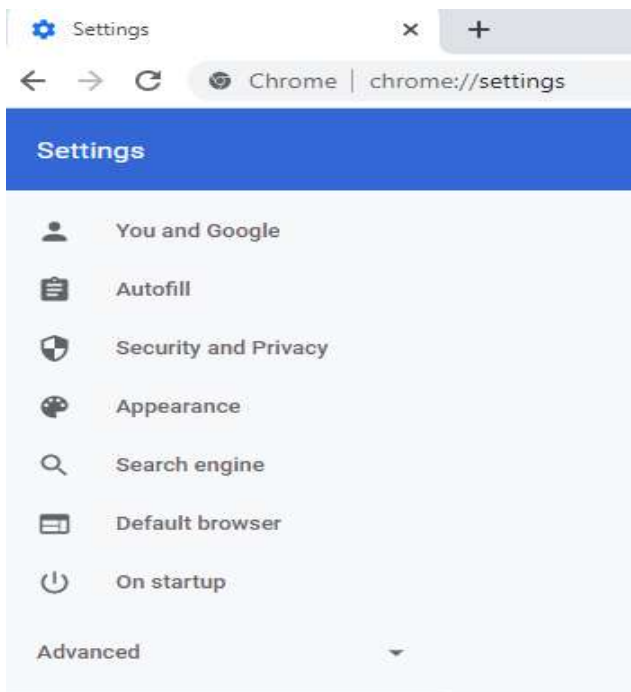 Settings
Chrome | chrome://settings
Settings
You and Google
Autofill
Security and Privacy
Appearance
Search engine
Default browser
On startup
Advanced